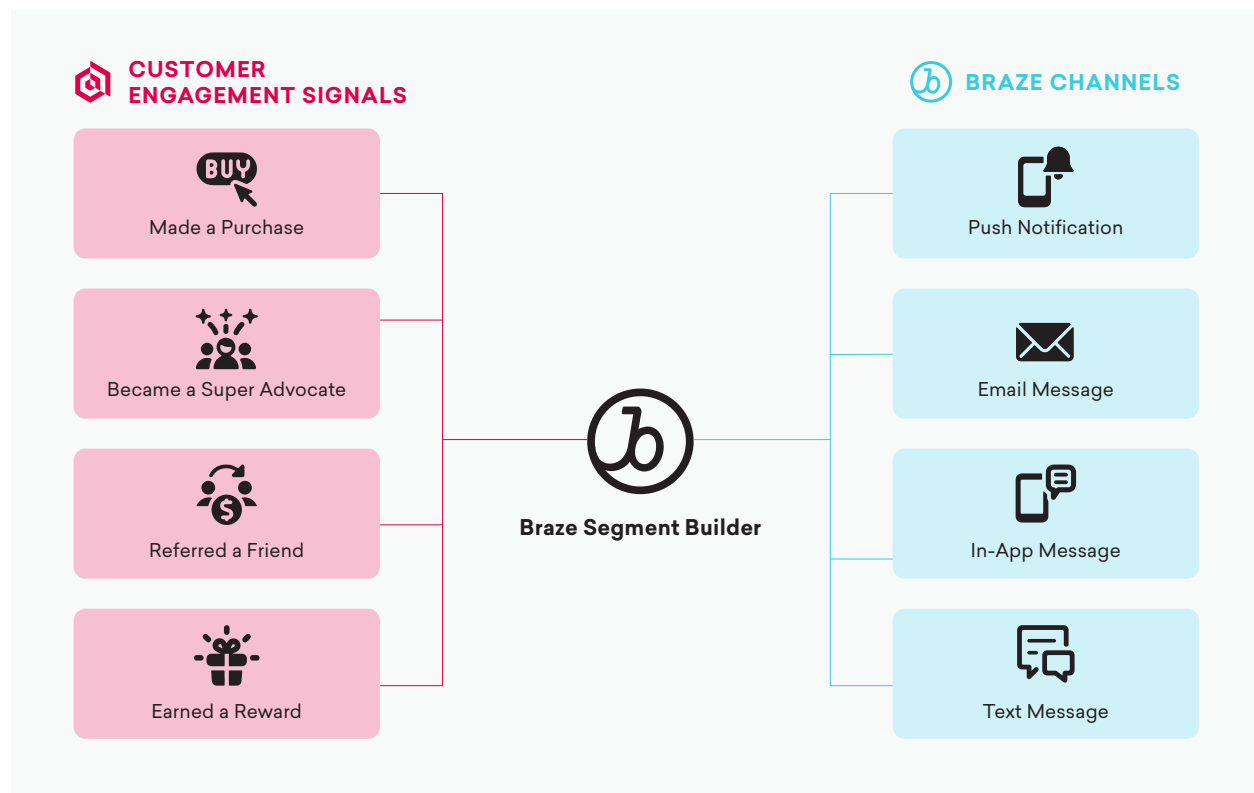 CUSTOMER
ENGAGEMENT SIGNALS
BUY
Made a Purchase
Became a Super Advocate
$
Referred a Friend
Earned a Reward
b
Braze Segment Builder
b
BRAZE CHANNELS
Push Notification
Email Message
In-App Message
Text Message